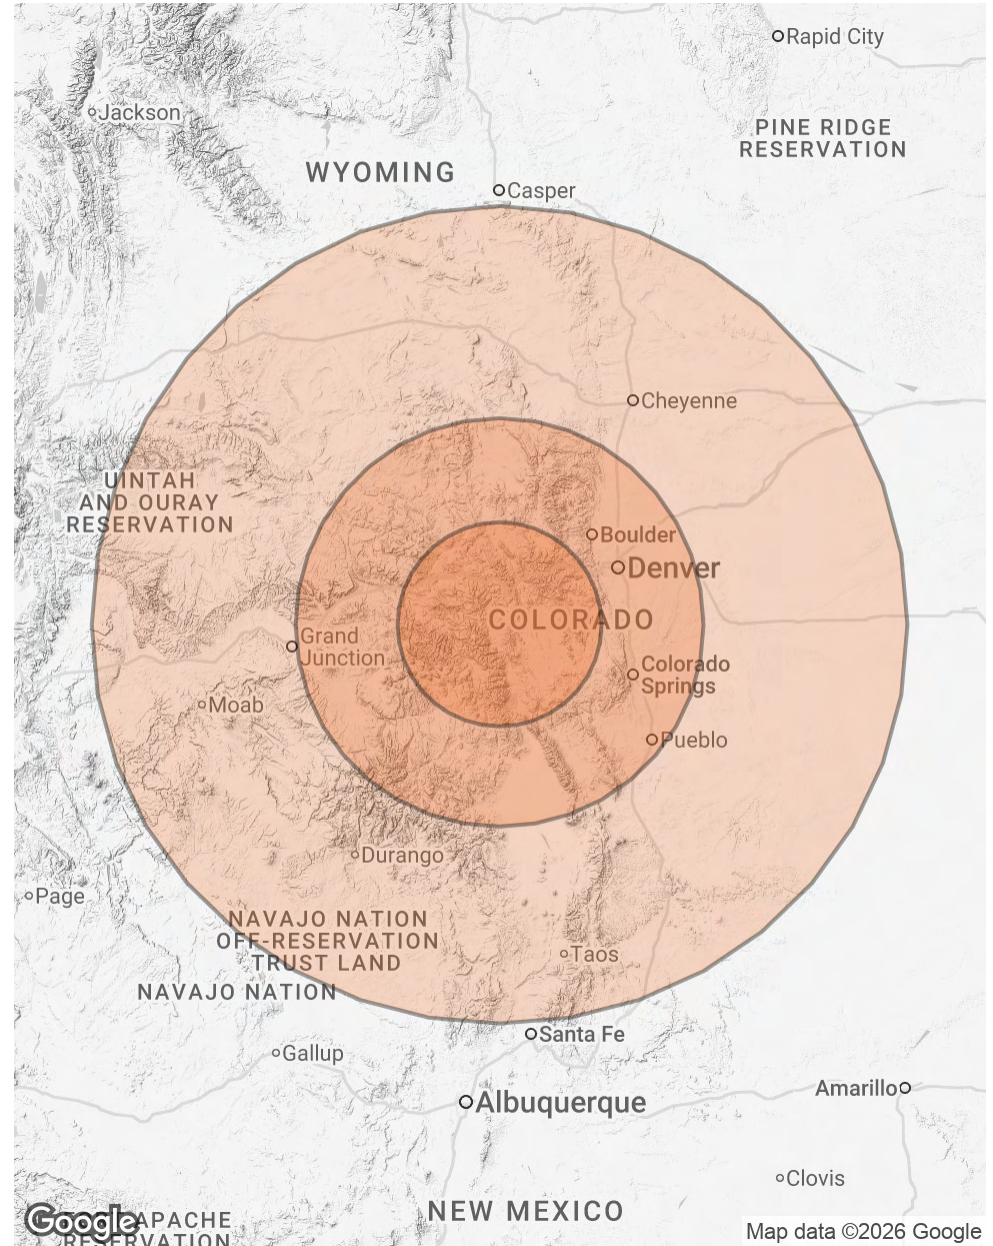 Rapid City
Jackson
PINE RIDGE
RESERVATION
WYOMING
Casper
Cheyenne
UINTAH
AND OURAY
RESERVATION
Boulder
Denver
COLORADO
Grand
Junction
Colorado
Springs
Moab
Pueblo
Durango
Page
NAVAJO NATION
OFF-RESERVATION
TRUST LAND
Taos
NAVAJO NATION
Santa Fe
Gallup
Amarillo
Albuquerque
Clovis
NEW MEXICO
Google
APACHE
RESERVATION
Map data ©2026 Google